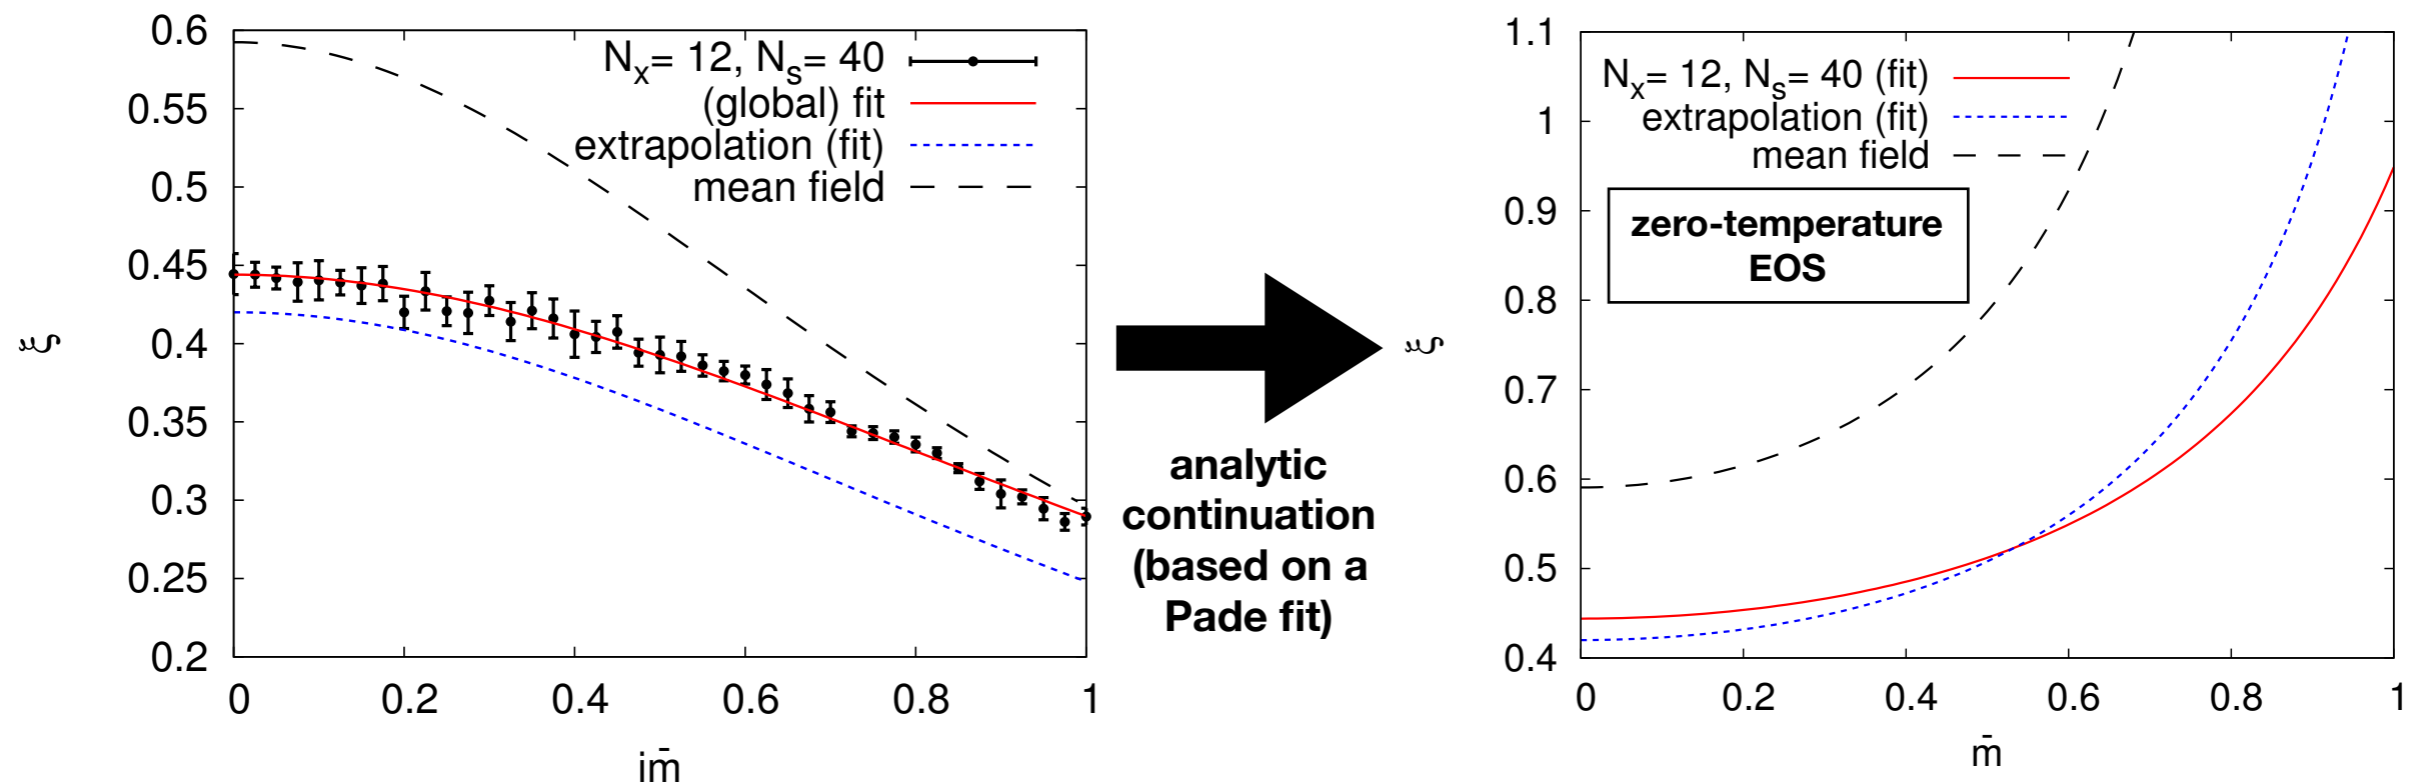 0.6
0.55
0.5
0.45
0.4
0.35
0.3
0.25
0.2
ξ
N_x= 12, N_s= 40
(global) fit
extrapolation (fit)
mean field
0 0.2 0.4 0.6 0.8 1
im̄
analytic
continuation
(based on a
Pade fit)
1.1
1
0.9
0.8
0.7
0.6
0.5
0.4
ξ
N_x= 12, N_s= 40 (fit)
extrapolation (fit)
mean field
zero-temperature
EOS
0 0.2 0.4 0.6 0.8 1
m̄